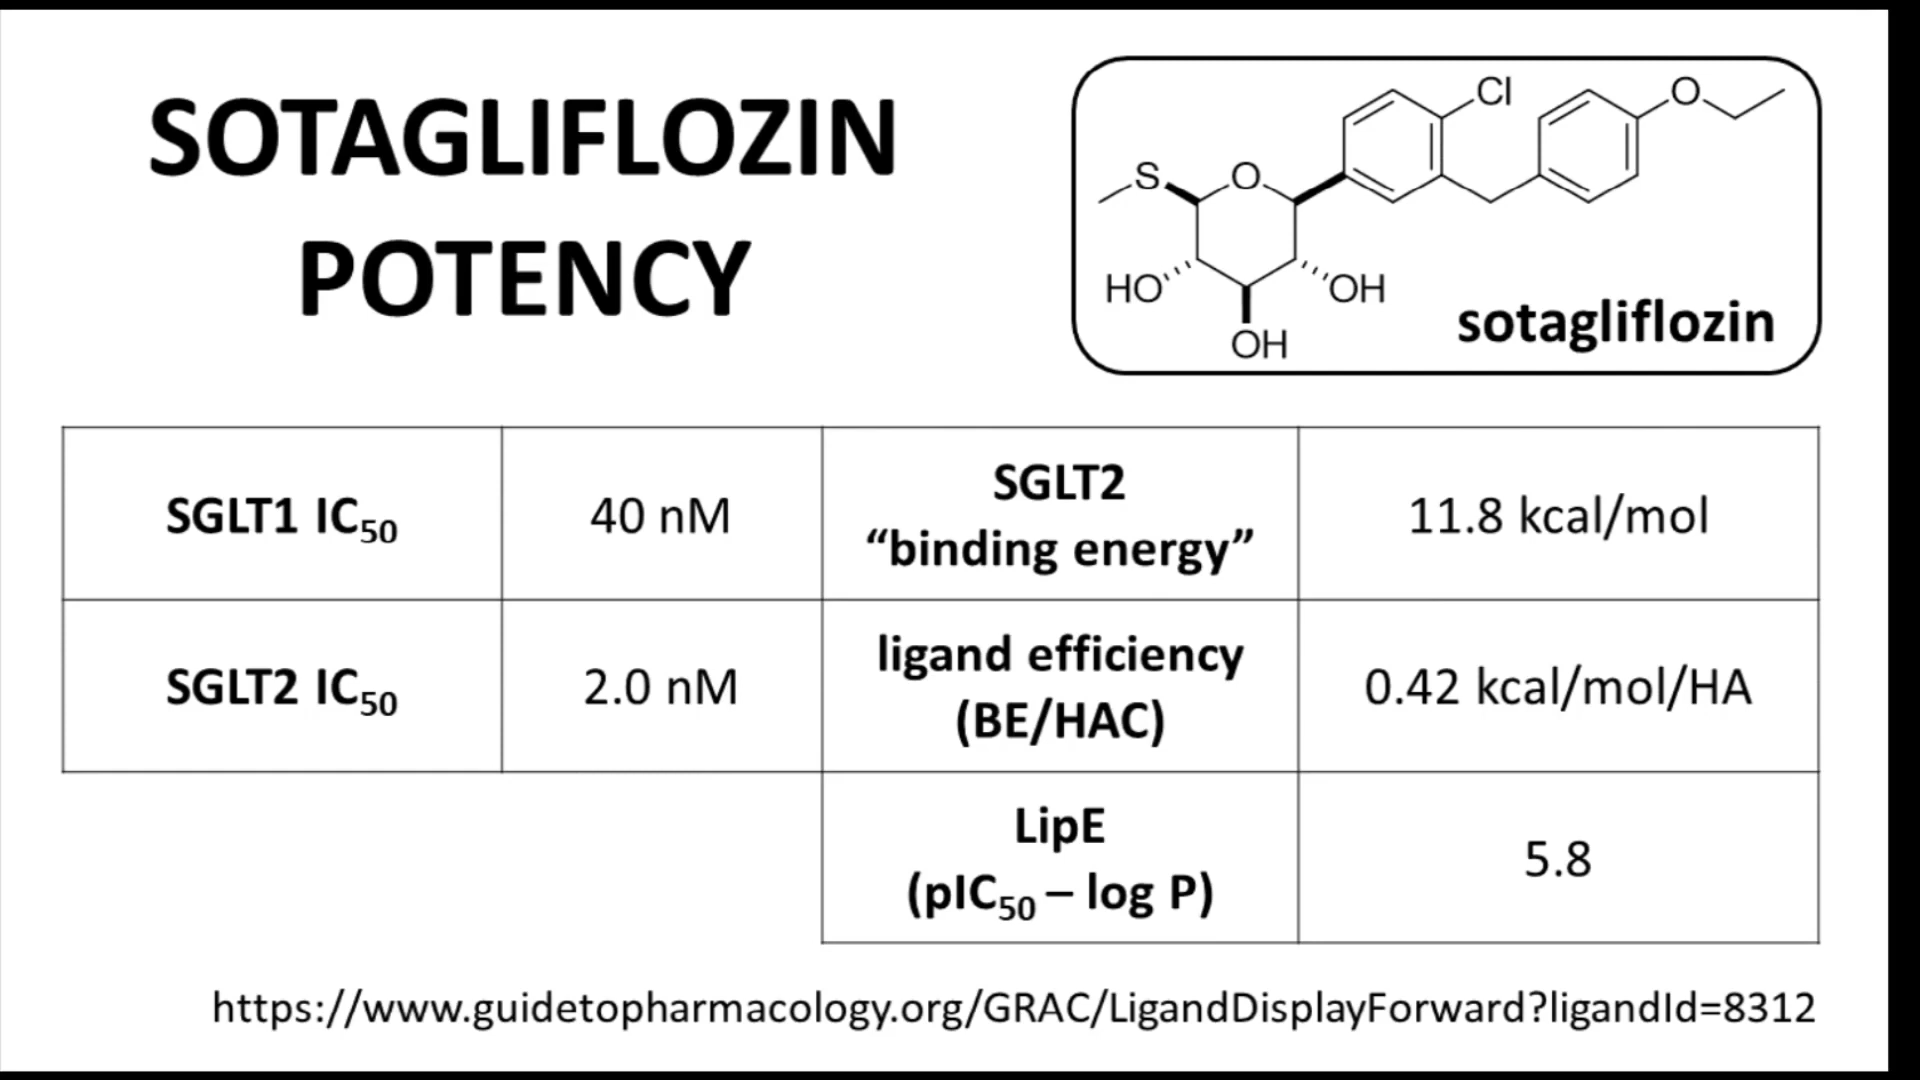 SOTAGLIFLOZIN
POTENCY
Cl
O
S
O
HO
OH
OH
sotagliflozin
SGLT1 IC50
40 nM
SGLT2
“binding energy”
11.8 kcal/mol
SGLT2 IC50
2.0 nM
ligand efficiency
(BE/HAC)
0.42 kcal/mol/HA
LipE
(pIC50 – log P)
5.8
https://www.guidetopharmacology.org/GRAC/LigandDisplayForward?ligandId=8312